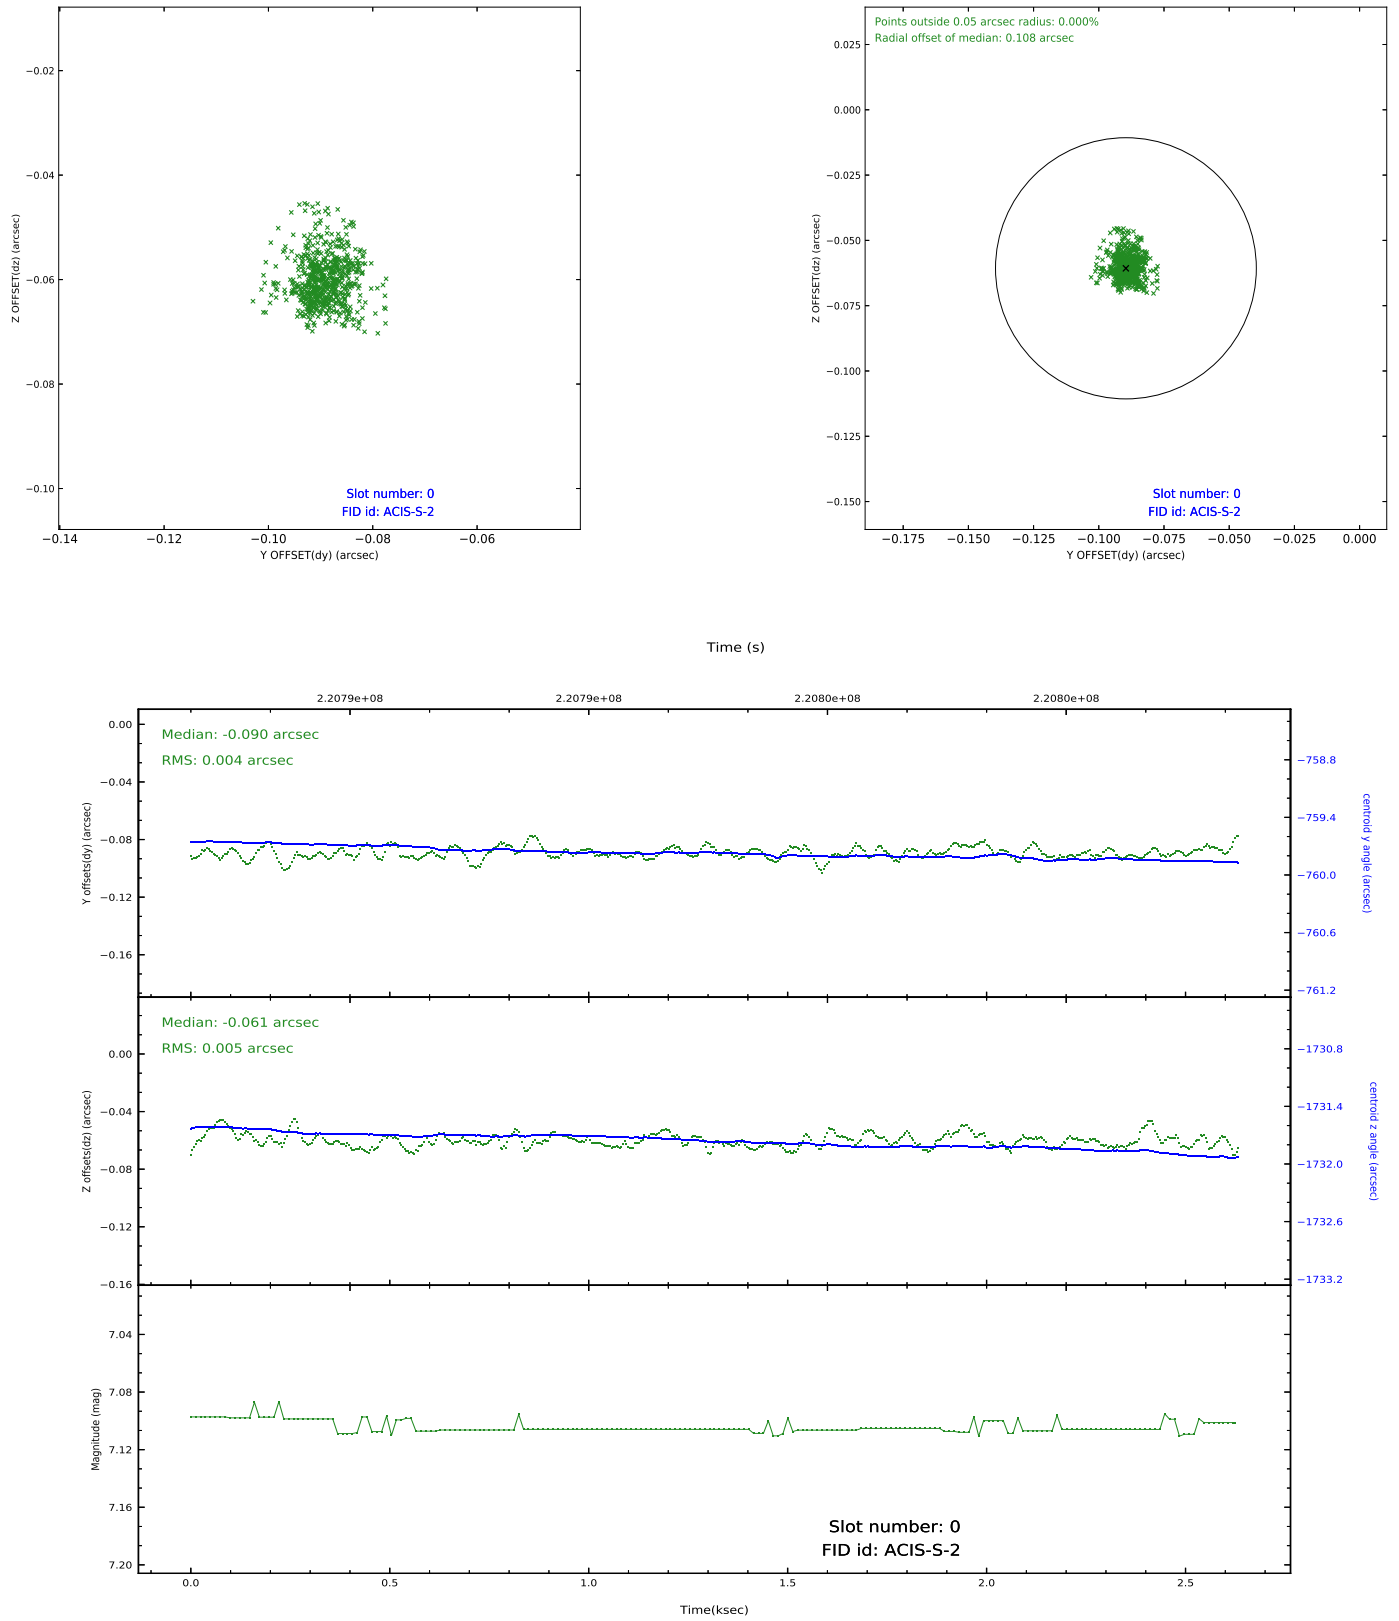 −0.02
−0.04
−0.06
−0.08
−0.10
Z OFFSET(dz) (arcsec)
Slot number: 0
FID id: ACIS-S-2
−0.14 −0.12 −0.10 −0.08 −0.06
Y OFFSET(dy) (arcsec)
Points outside 0.05 arcsec radius: 0.000%
Radial offset of median: 0.108 arcsec
0.025
0.000
−0.025
−0.050
−0.075
−0.100
−0.125
−0.150
Z OFFSET(dz) (arcsec)
Slot number: 0
FID id: ACIS-S-2
−0.175 −0.150 −0.125 −0.100 −0.075 −0.050 −0.025 0.000
Y OFFSET(dy) (arcsec)
Time (s)
2.2079e+08 2.2079e+08 2.2080e+08 2.2080e+08
Median: -0.090 arcsec
RMS: 0.004 arcsec
0.00
−0.04
−0.08
−0.12
−0.16
Y offsets(dy) (arcsec)
−758.8
−759.4
−760.0
−760.6
−761.2
centroid y angle (arcsec)
Median: -0.061 arcsec
RMS: 0.005 arcsec
0.00
−0.04
−0.08
−0.12
−0.16
Z offsets(dz) (arcsec)
−1730.8
−1731.4
−1732.0
−1732.6
−1733.2
centroid z angle (arcsec)
7.04
7.08
7.12
7.16
7.20
Magnitude (mag)
Slot number: 0
FID id: ACIS-S-2
0.0 0.5 1.0 1.5 2.0 2.5
Time(ksec)